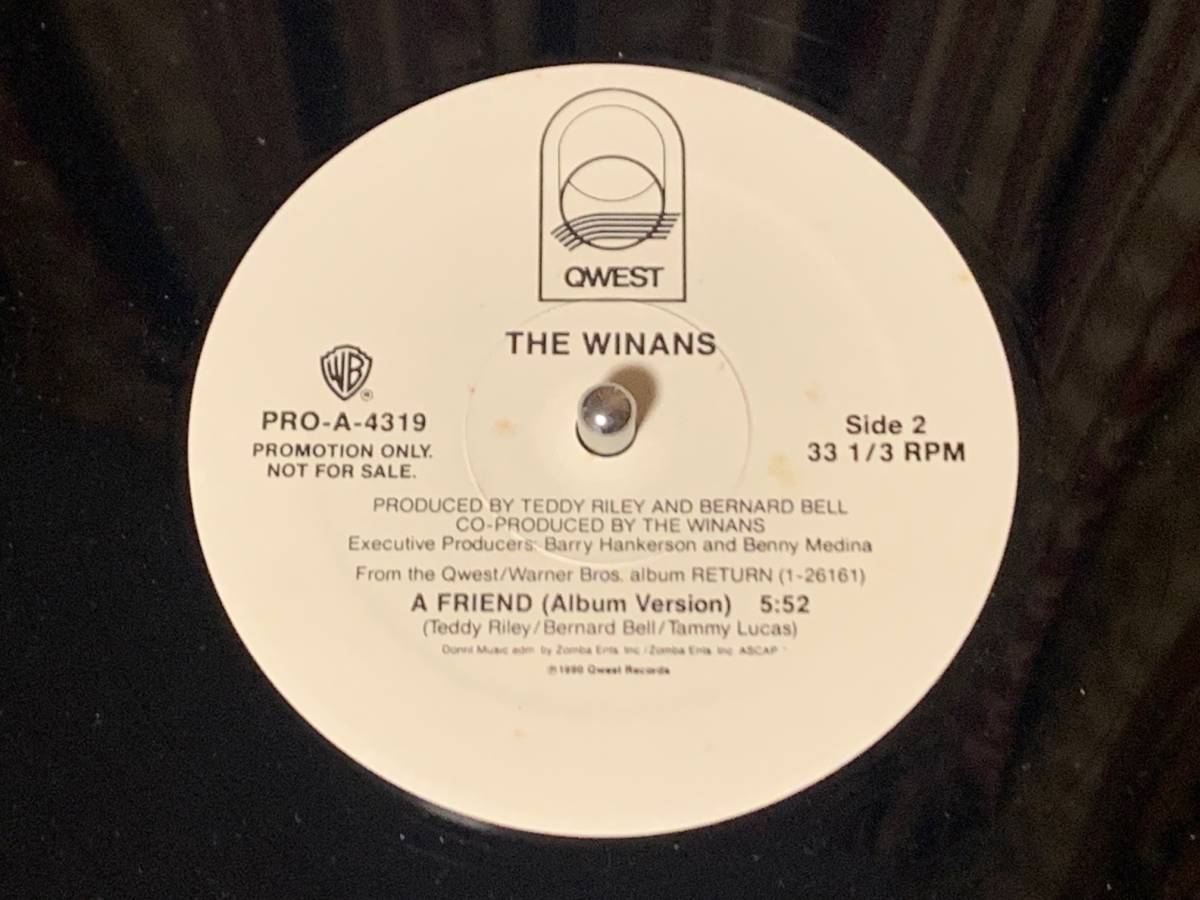 QWEST
THE WINANS
WB ®
PRO-A-4319
PROMOTION ONLY.
NOT FOR SALE.
Side 2
33 1/3 RPM
PRODUCED BY TEDDY RILEY AND BERNARD BELL
CO-PRODUCED BY THE WINANS
Executive Producers: Barry Hankerson and Benny Medina
From the Qwest/Warner Bros. album RETURN (1-26161)
A FRIEND (Album Version) 5:52
(Teddy Riley/Bernard Bell/Tammy Lucas)
Donril Music adm. by Zomba Ents. Inc./Zomba Ents. Inc. ASCAP
℗1990 Qwest Records